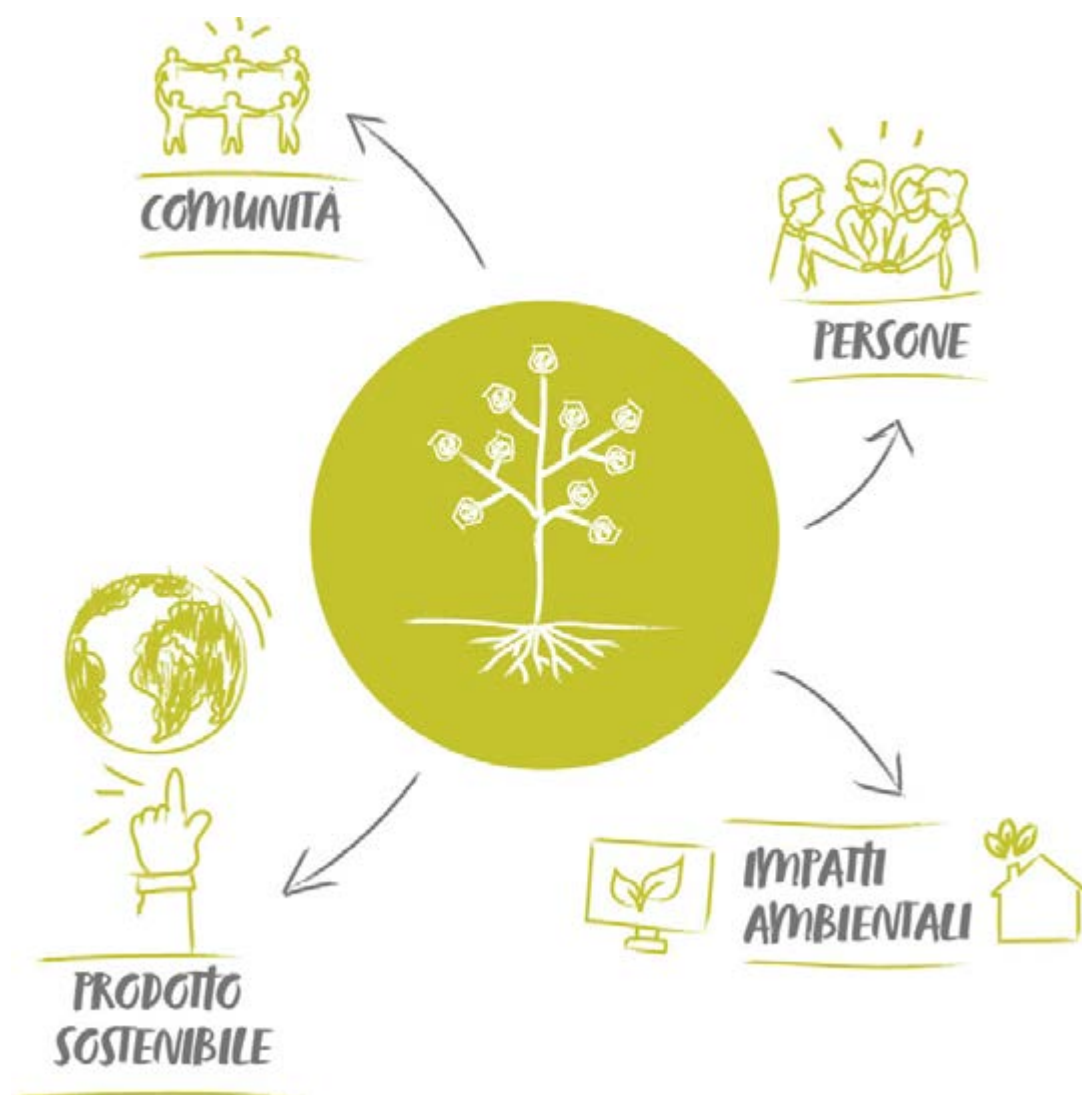 COMUNITÀ
PERSONE
IMPATTI
AMBIENTALI
PRODOTTO
SOSTENIBILE